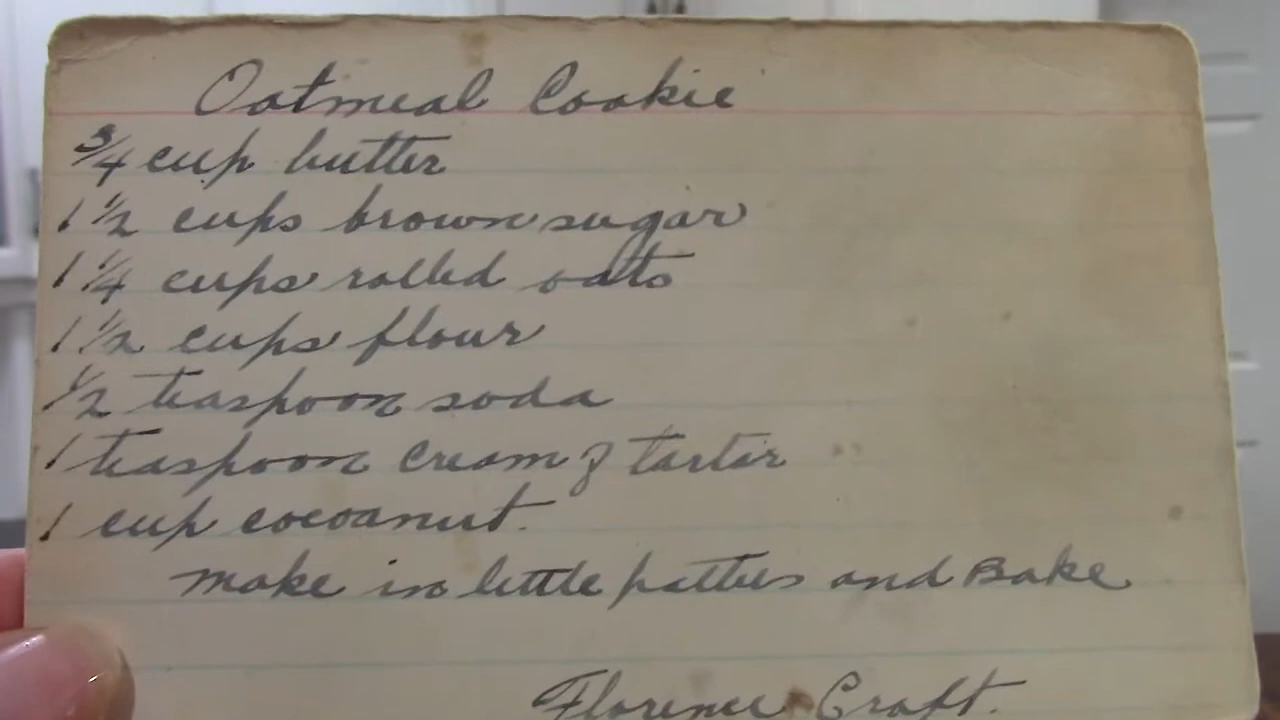 Oatmeal Cookie
3/4 cup butter
1 1/2 cups brown sugar
1 1/4 cups rolled oats
1 1/2 cups flour
1/2 teaspoon soda
1 teaspoon cream of tartar
1 cup cocoanut.
make in little patties and Bake
Florence Craft.